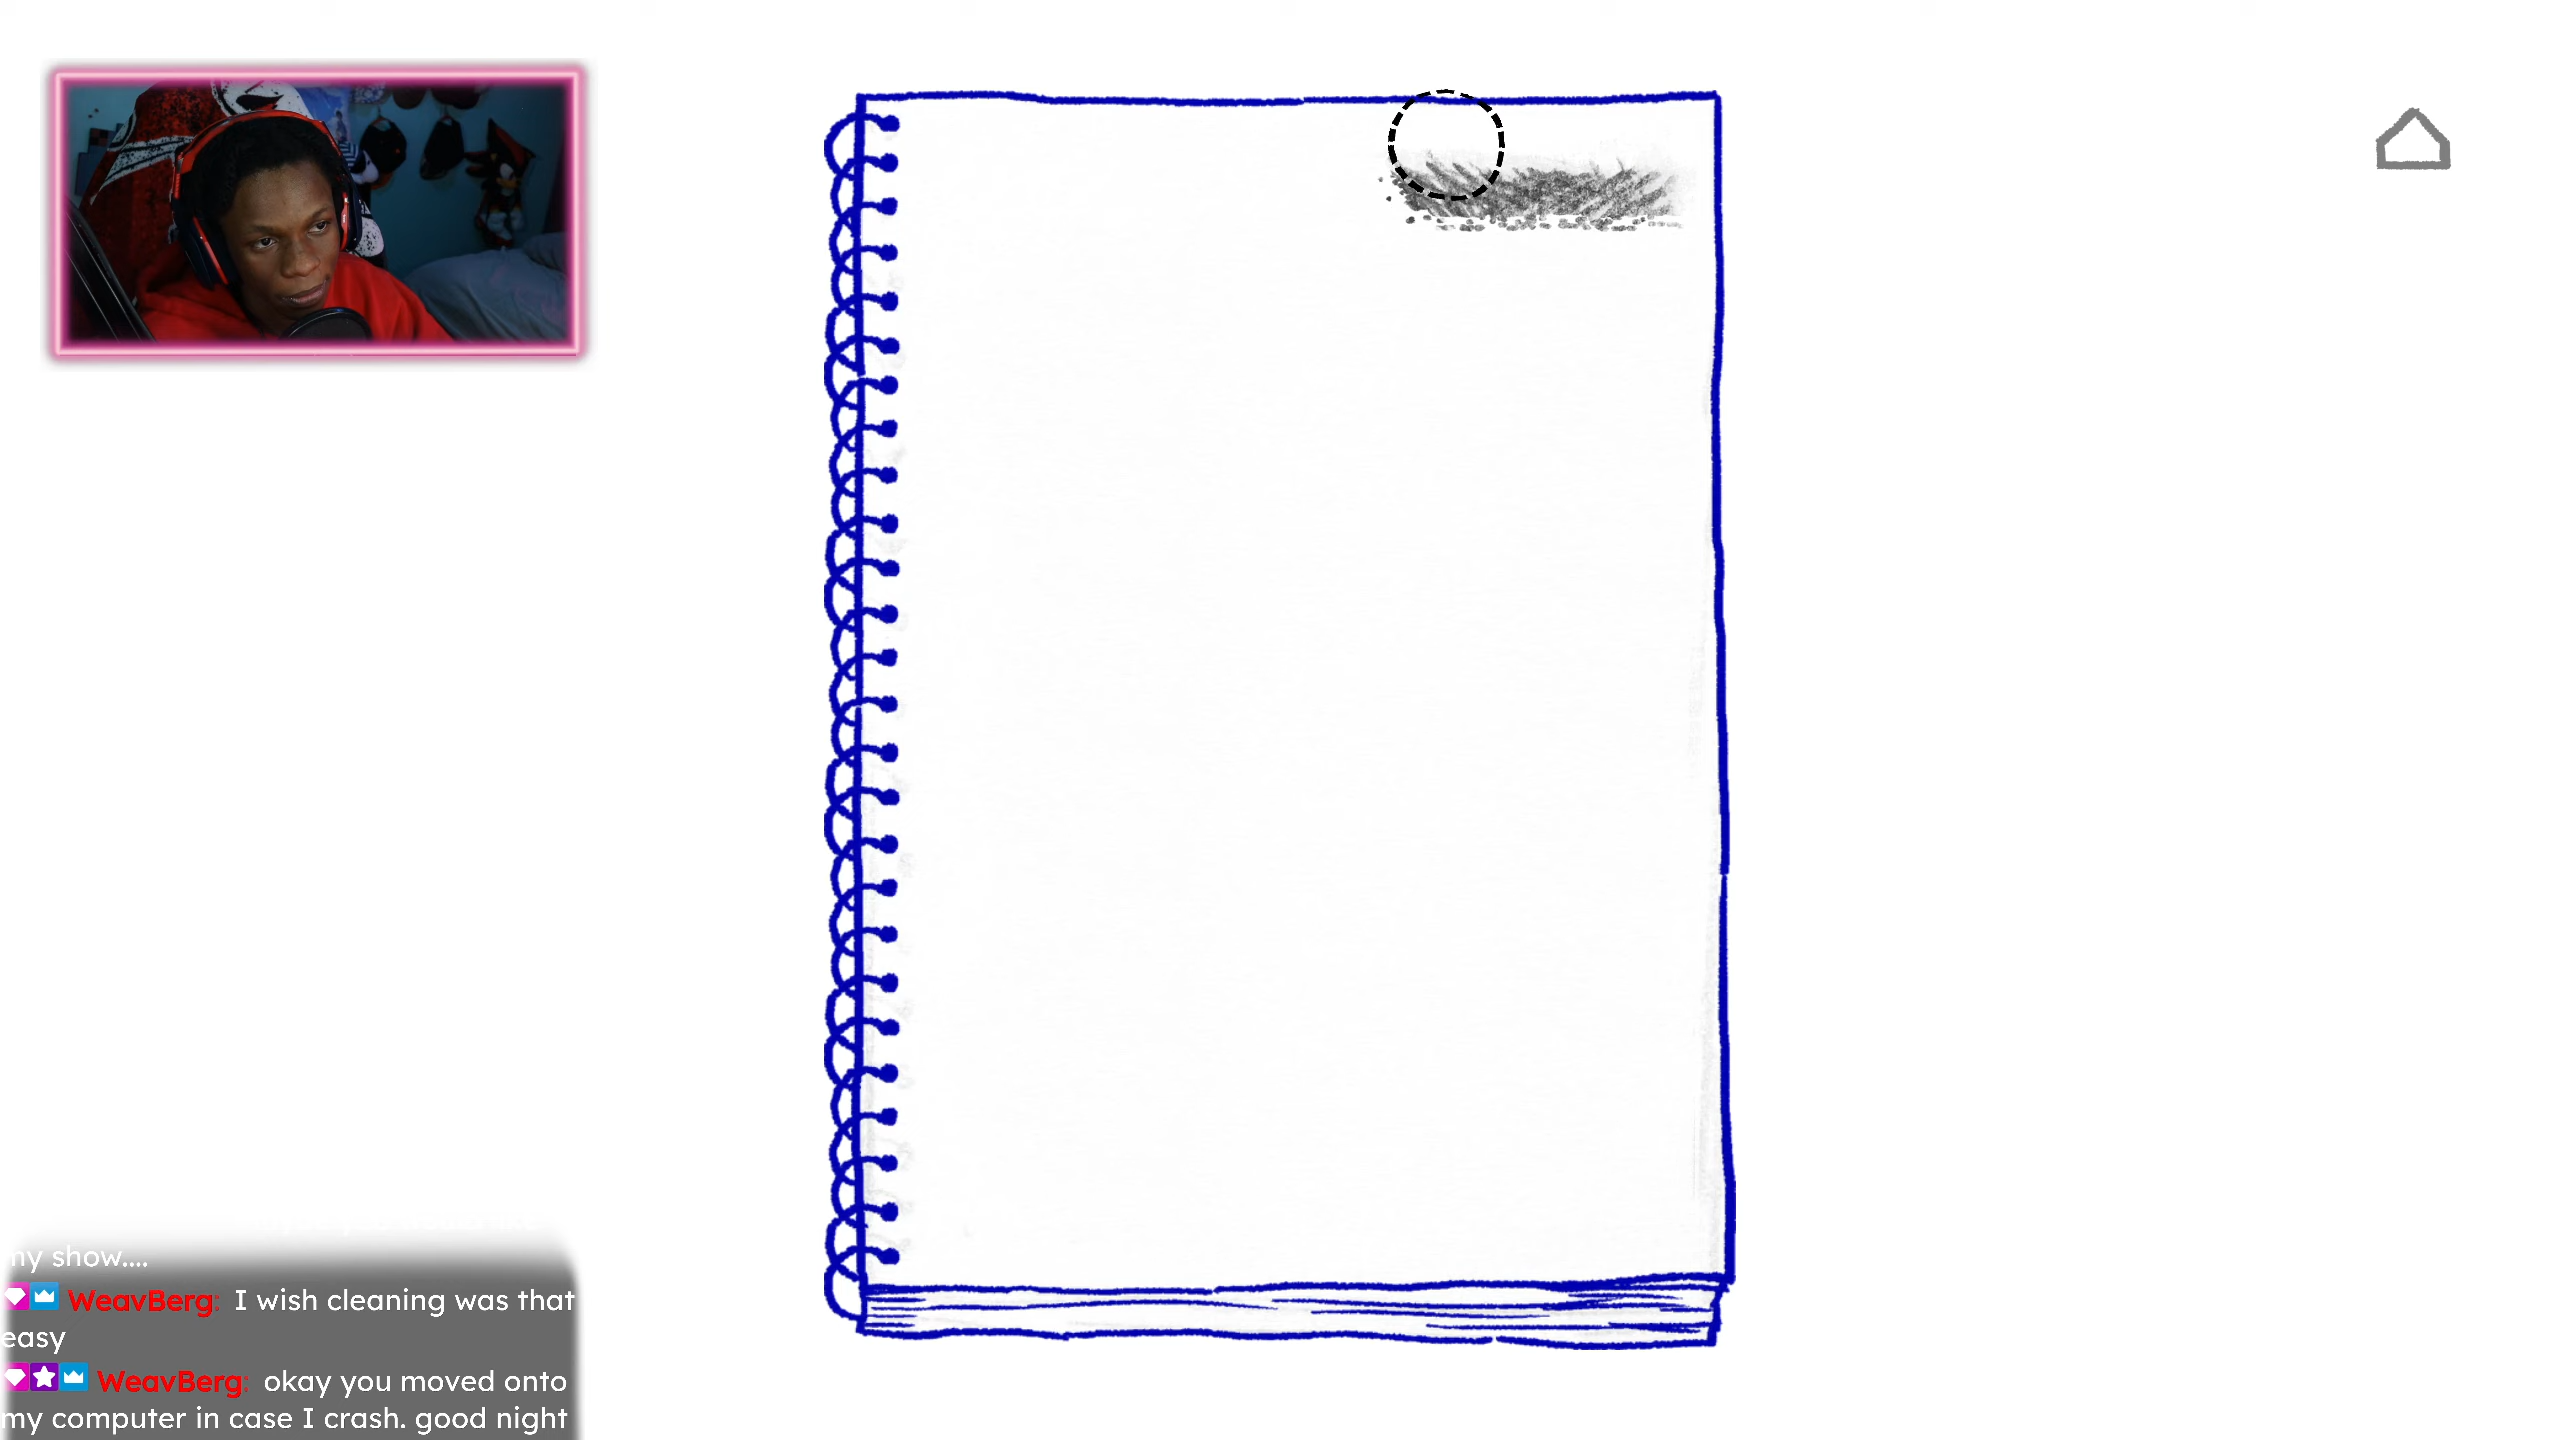 my show....
WeavBerg: I wish cleaning was that
easy
WeavBerg: okay you moved onto
my computer in case I crash. good night